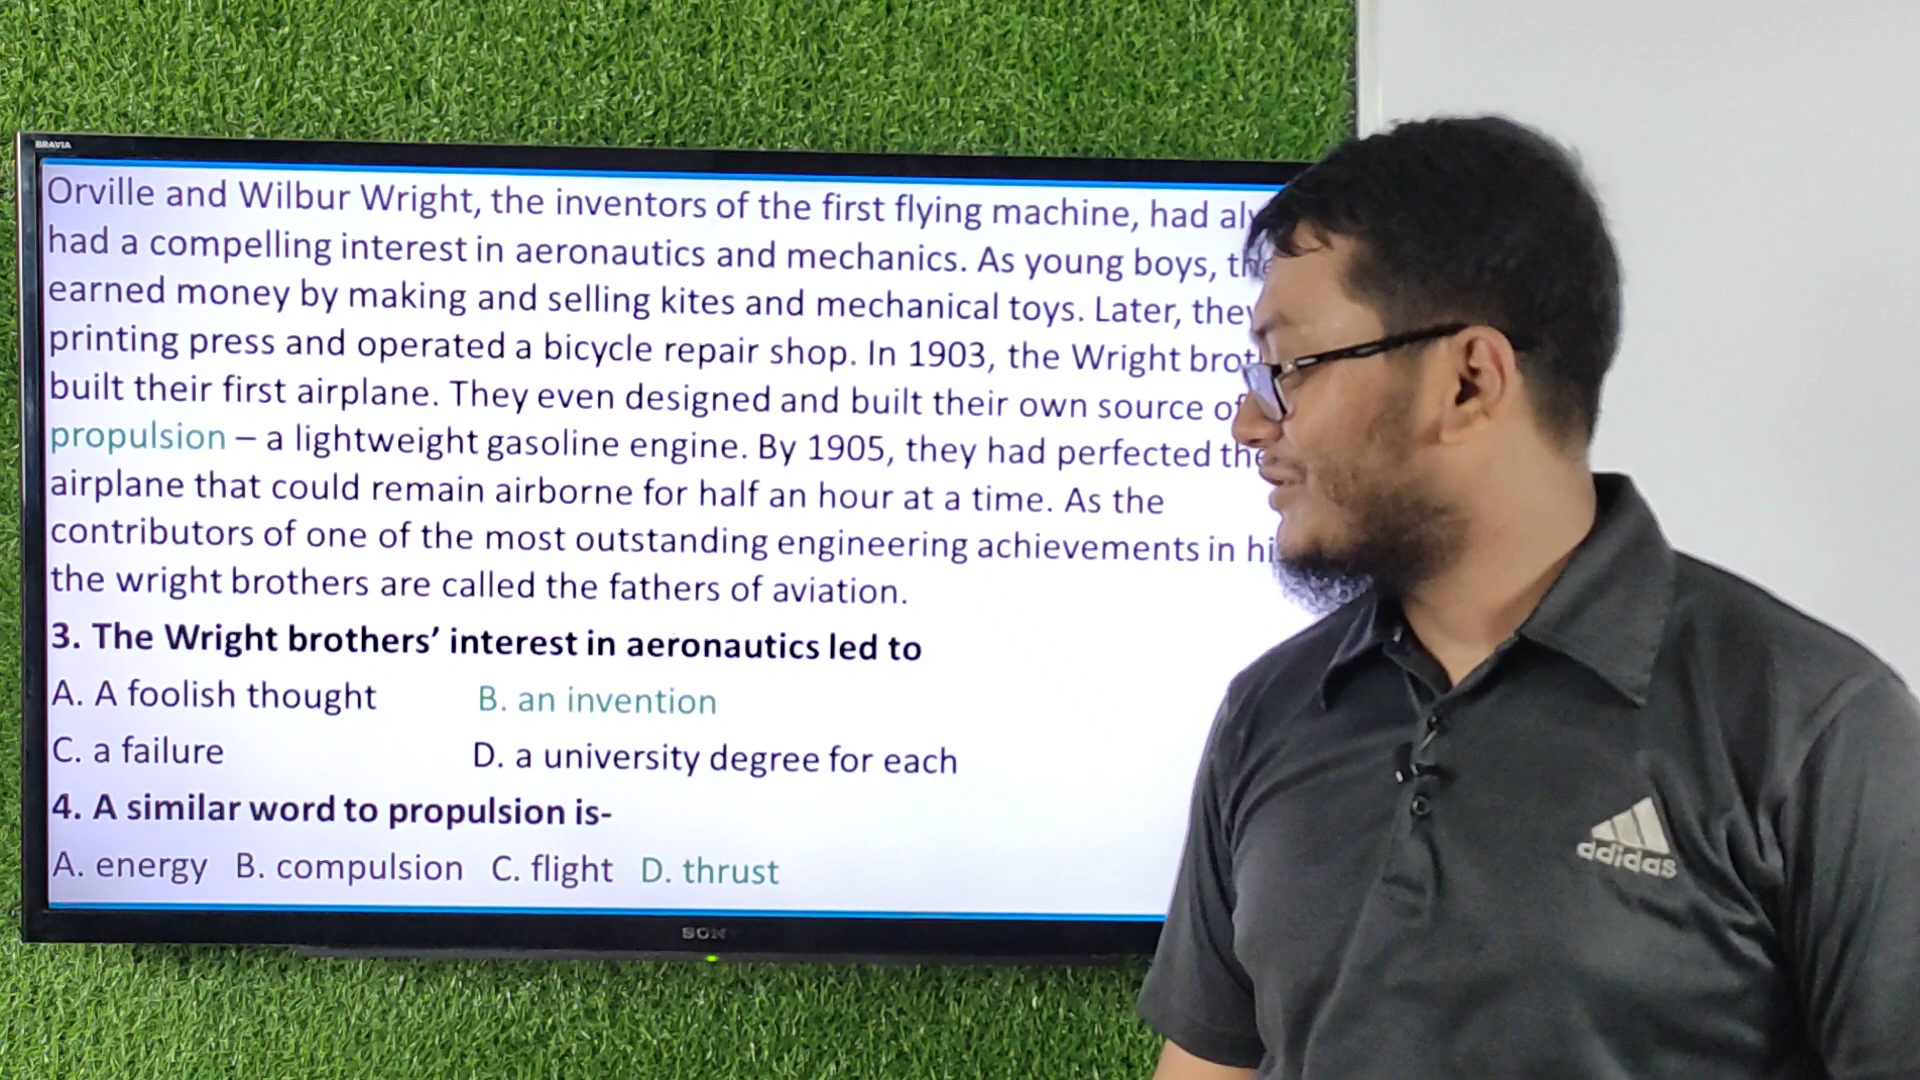 BRAVIA
Orville and Wilbur Wright, the inventors of the first flying machine, had
had a compelling interest in aeronautics and mechanics. As young boys,
earned money by making and selling kites and mechanical toys. Later, they
printing press and operated a bicycle repair shop. In 1903, the Wright
built their first airplane. They even designed and built their own source of
propulsion – a lightweight gasoline engine. By 1905, they had perfected
airplane that could remain airborne for half an hour at a time. As the
contributors of one of the most outstanding engineering achievements in
the wright brothers are called the fathers of aviation.
3. The Wright brothers’ interest in aeronautics led to
A. A foolish thought B. an invention
C. a failure D. a university degree for each
4. A similar word to propulsion is-
A. energy B. compulsion C. flight D. thrust
SONY
adidas